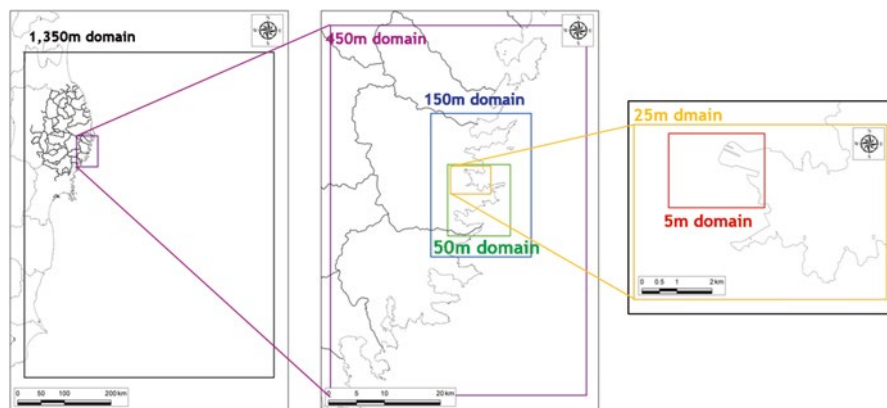 1,350m domain
0 50 100 200 km
450m domain
150m domain
50m domain
0 5 10 20 km
25m dmain
5m domain
0 0.5 1 2 km